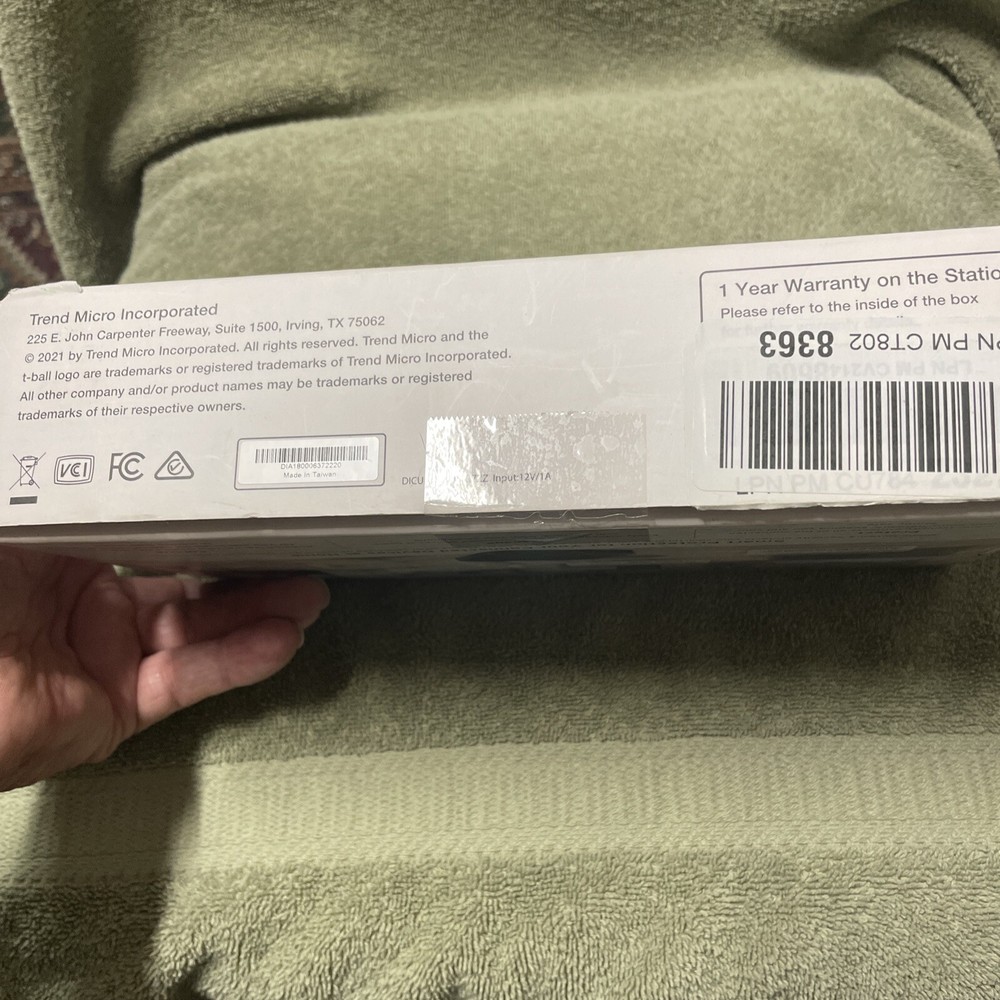 Trend Micro Incorporated
225 E. John Carpenter Freeway, Suite 1500, Irving, TX 75062
© 2021 by Trend Micro Incorporated. All rights reserved. Trend Micro and the
t-ball logo are trademarks or registered trademarks of Trend Micro Incorporated.
All other company and/or product names may be trademarks or registered
trademarks of their respective owners.
VCI
FC
DIA180006372220
Made in Taiwan
DICU
Z Input:12V/1A
1 Year Warranty on the Statio
Please refer to the inside of the box
PN PM CT802 8363
LPN PM CU784